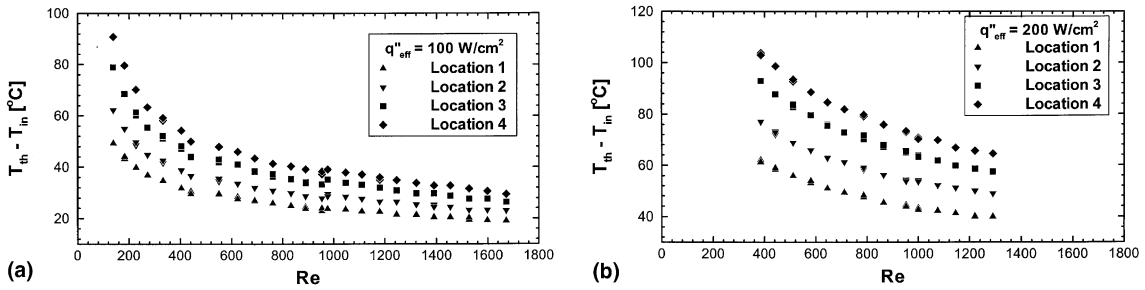 100
80
60
40
20
T_th - T_in [°C]
q"_eff = 100 W/cm²
Location 1
Location 2
Location 3
Location 4
0 200 400 600 800 1000 1200 1400 1600 1800
Re
(a)
120
100
80
60
40
T_th - T_in [°C]
q"_eff = 200 W/cm²
Location 1
Location 2
Location 3
Location 4
0 200 400 600 800 1000 1200 1400 1600 1800
Re
(b)